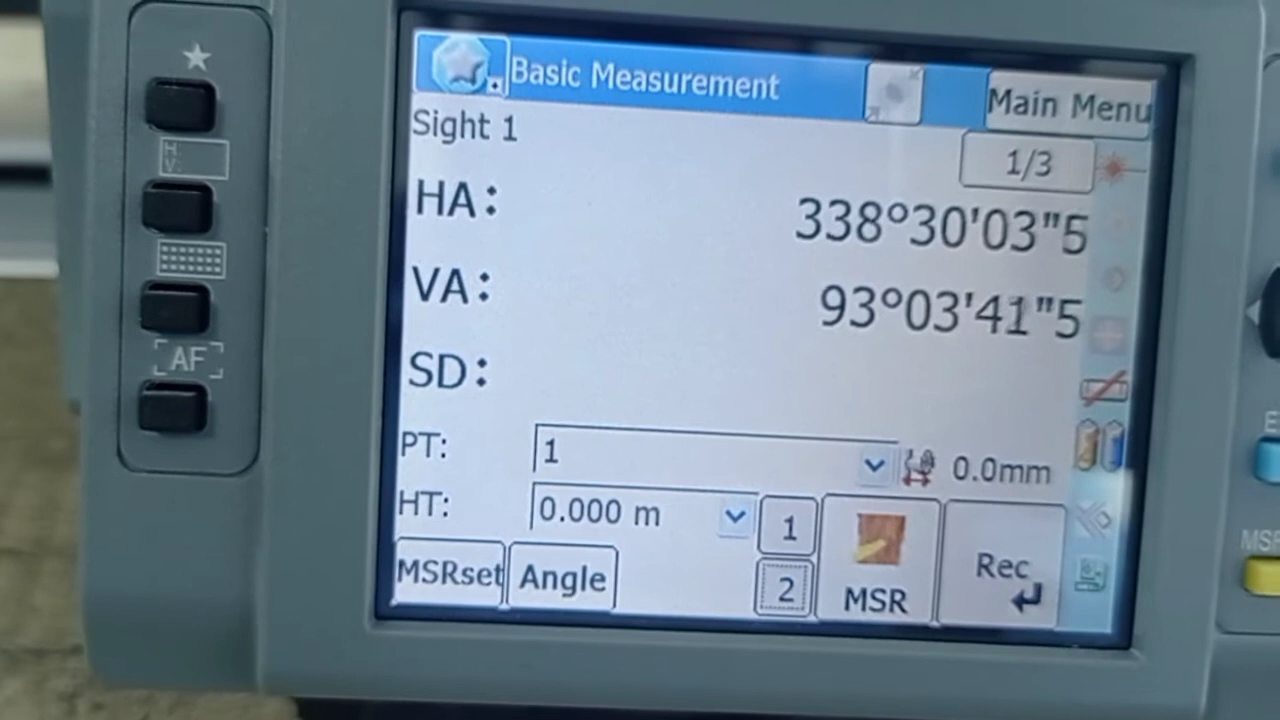 Basic Measurement
Main Menu
Sight 1
1/3
HA: 338°30'03"5
VA: 93°03'41"5
SD:
PT: 1
0.0mm
HT: 0.000 m
1
2
MSRset
Angle
MSR
Rec
H:
V:
AF
MSR